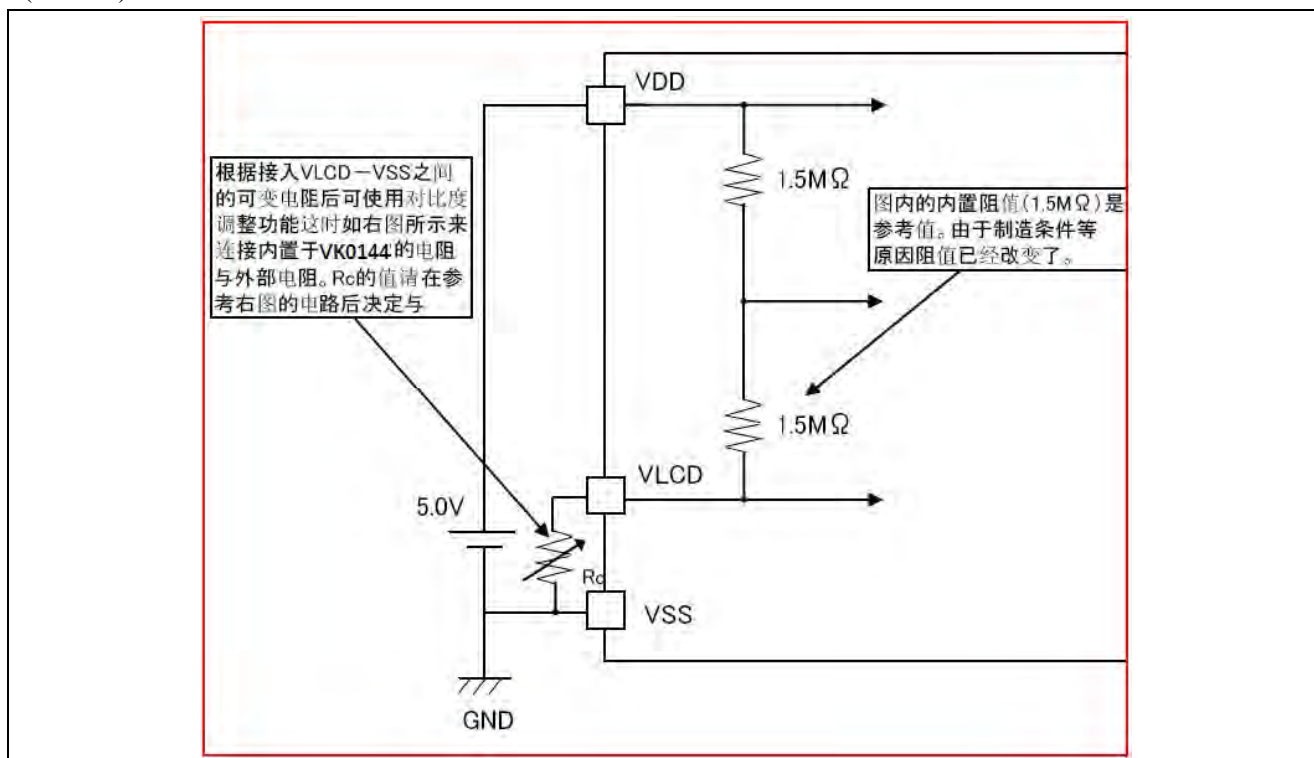 VDD
根据接入VLCD－VSS之间
的可变电阻后可使用对比度
调整功能这时如右图所示来
连接内置于VK0144的电阻
与外部电阻。Rc的值请在参
考右图的电路后决定与
1.5MΩ
图内的内置阻值(1.5MΩ)是
参考值。由于制造条件等
原因阻值已经改变了。
1.5MΩ
VLCD
5.0V
Rc
VSS
GND